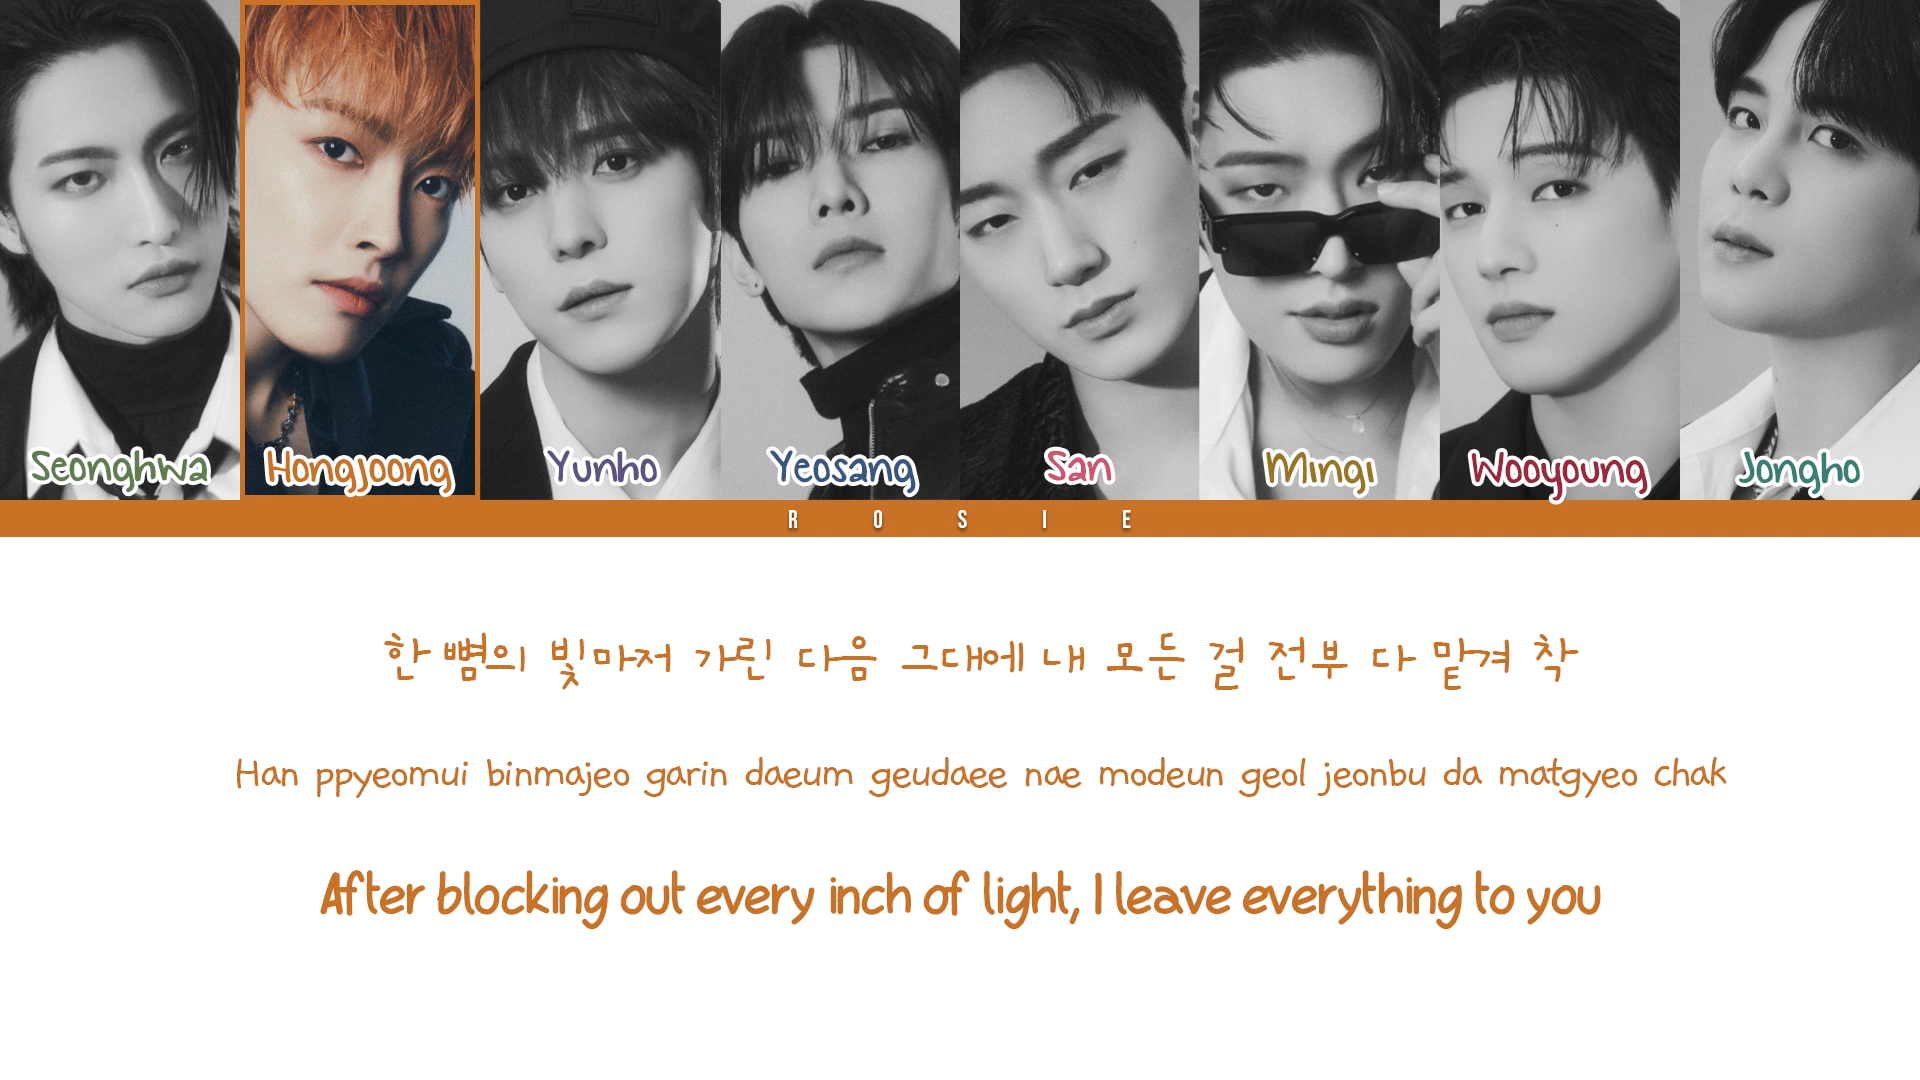 Seonghwa Hongjoong Yunho Yeosang San Mingi Wooyoung Jongho
ROSIE
한 뼘의 빛마저 가린 다음 그대에 내 모든 걸 전부 다 맡겨 착
Han ppyeomui binmajeo garin daeum geudaee nae modeun geol jeonbu da matgyeo chak
After blocking out every inch of light, I leave everything to you